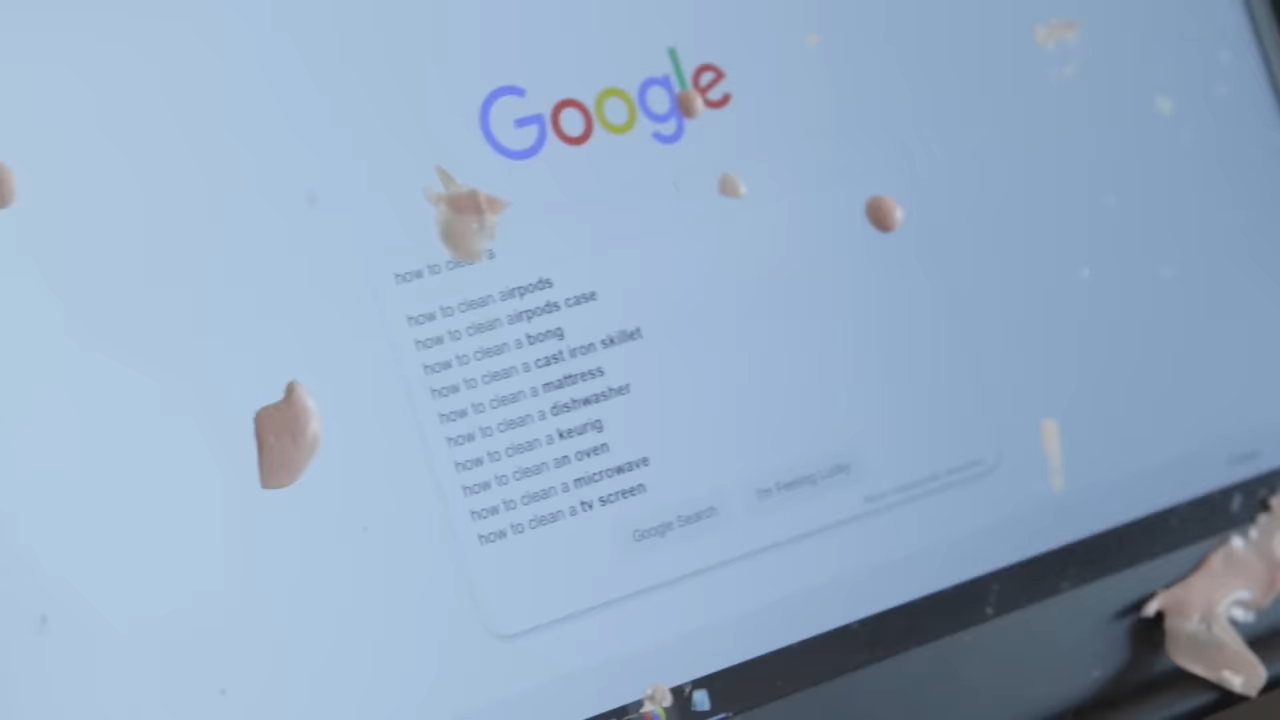 Google
how to clean a
how to clean airpods
how to clean airpods case
how to clean a bong
how to clean a cast iron skillet
how to clean a mattress
how to clean a dishwasher
how to clean a keurig
how to clean an oven
how to clean a microwave
how to clean a tv screen
Google Search
I'm Feeling Lucky